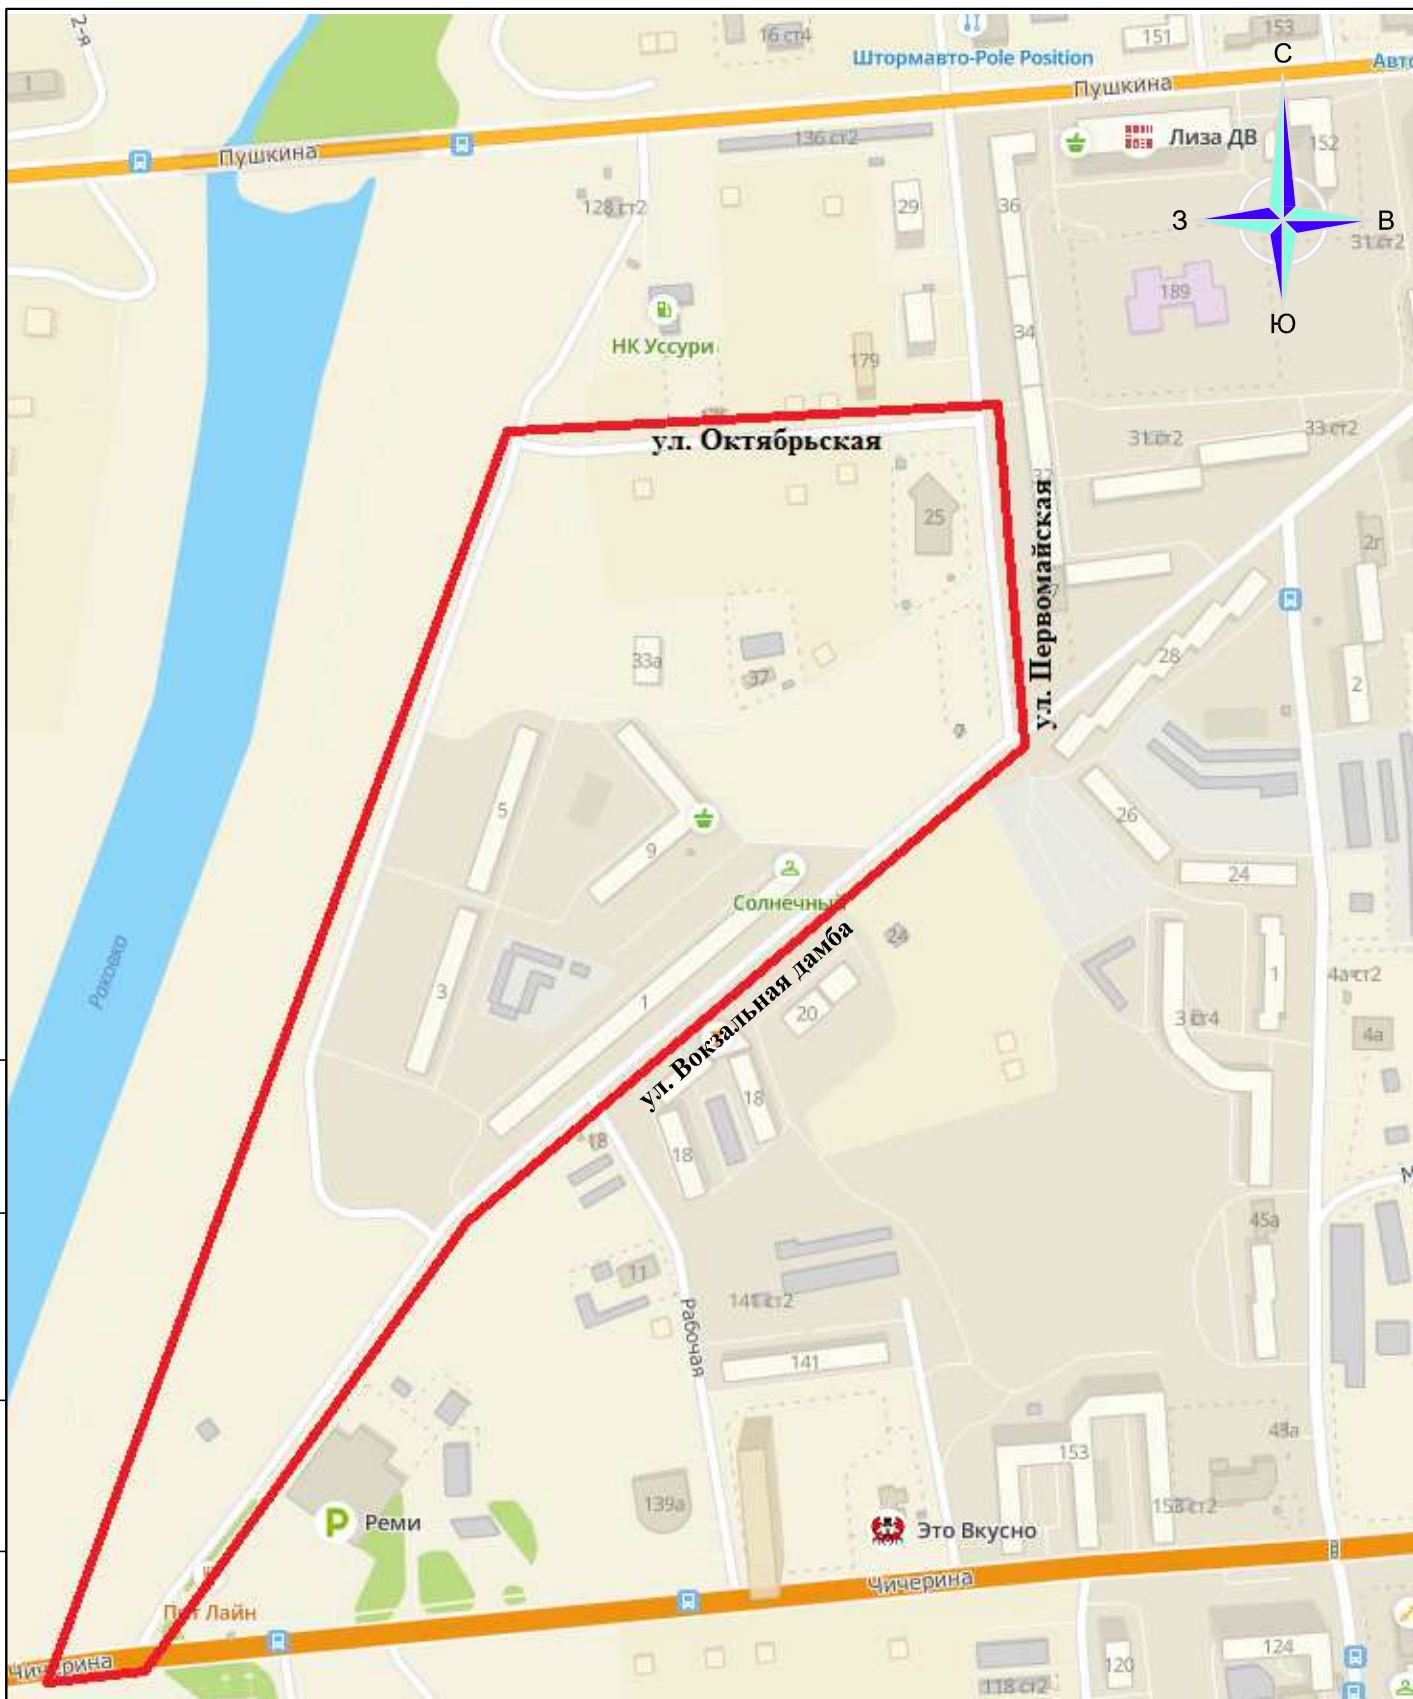 2-я
1
16 ст4
Штормавто-Pole Position
151
153
С
Авто
Пушкина
Пушкина
136 ст2
Лиза ДВ
152
128 ст2
29
36
З
В
31 ст2
189
Ю
НК Уссури
34
179
ул. Октябрьская
31 ст2
33 ст2
32
25
2г
ул. Первомайская
33а
37
28
2
5
26
9
24
Солнечный
24
Раковка
3
1
ул. Вокзальная дамба
20
1
4а ст2
3 ст4
4а
18
18
18
45а
11
141 ст2
Рабочая
141
153
43а
139а
153 ст2
Реми
Это Вкусно
Чичерина
Пит Лайн
Чичерина
124
120
118 ст2